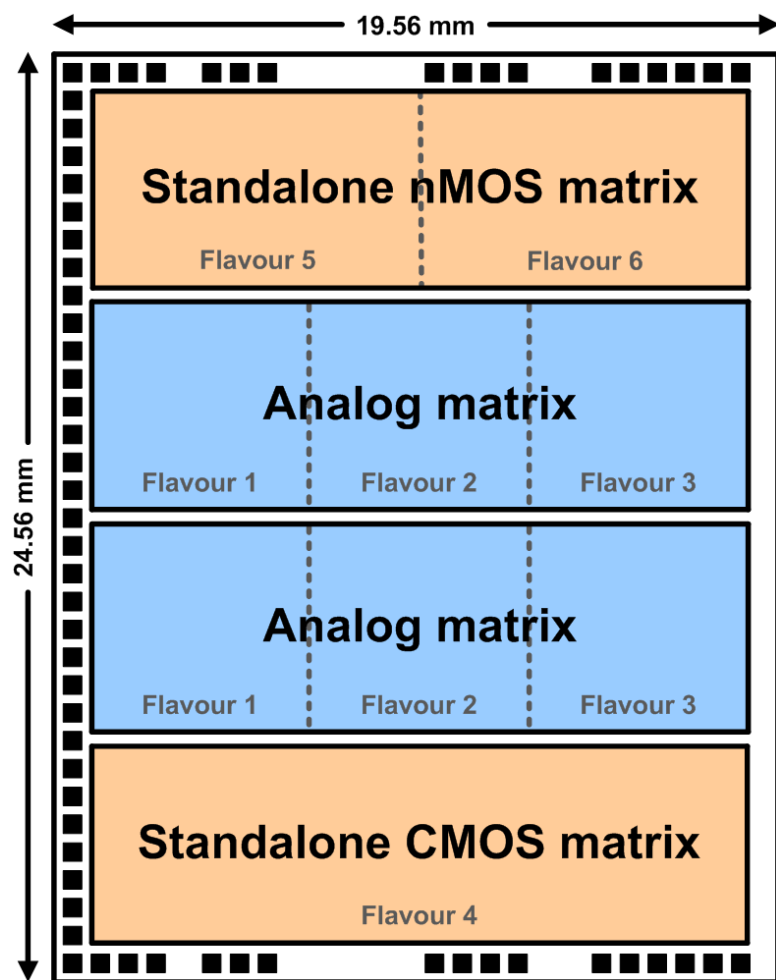 19.56 mm
24.56 mm
Standalone nMOS matrix
Flavour 5
Flavour 6
Analog matrix
Flavour 1
Flavour 2
Flavour 3
Analog matrix
Flavour 1
Flavour 2
Flavour 3
Standalone CMOS matrix
Flavour 4